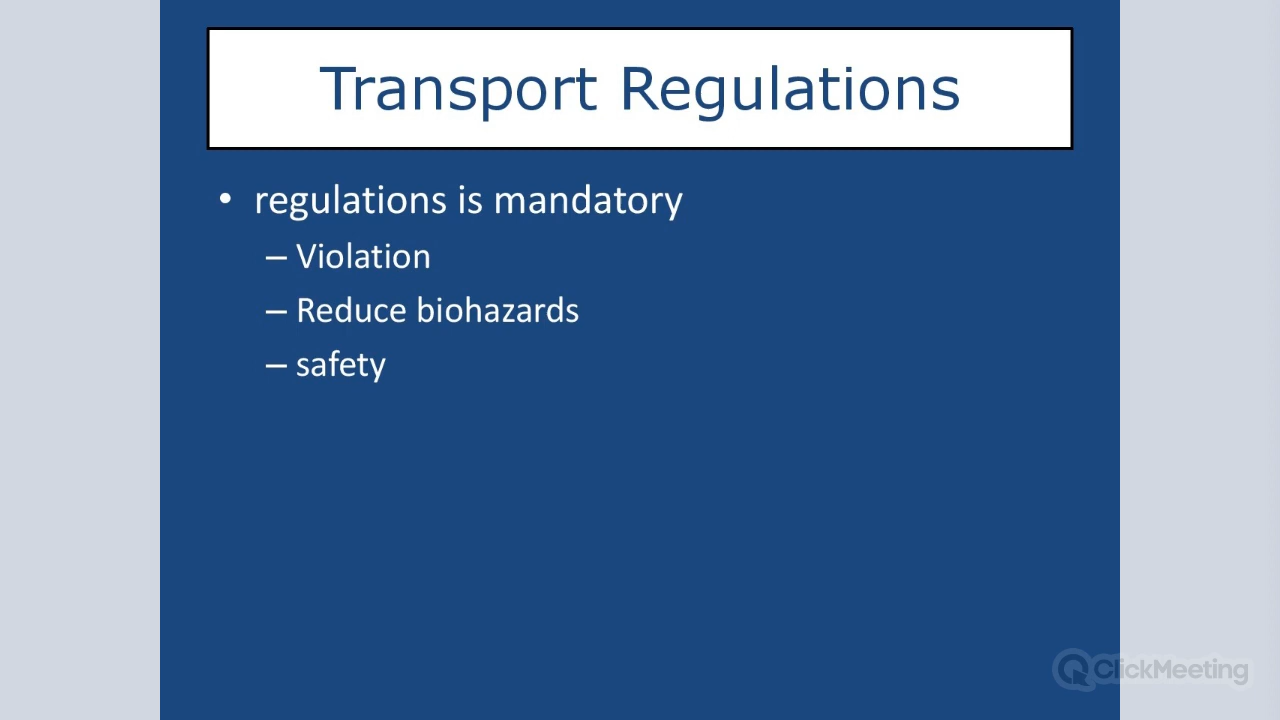 Transport Regulations
• regulations is mandatory
– Violation
– Reduce biohazards
– safety
ClickMeeting